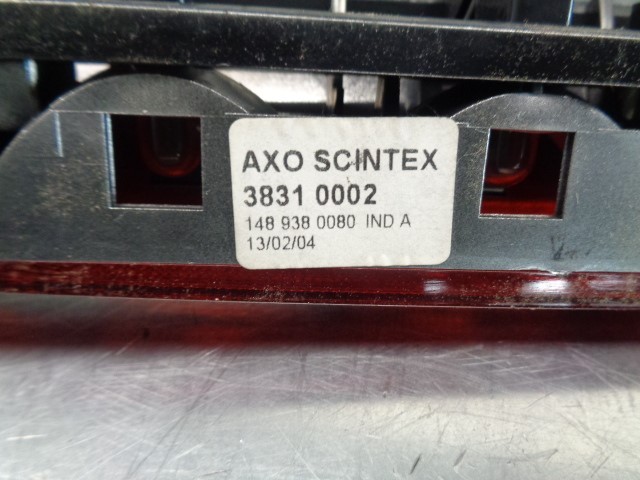 AXO SCINTEX
3831 0002
148 938 0080 IND A
13/02/04